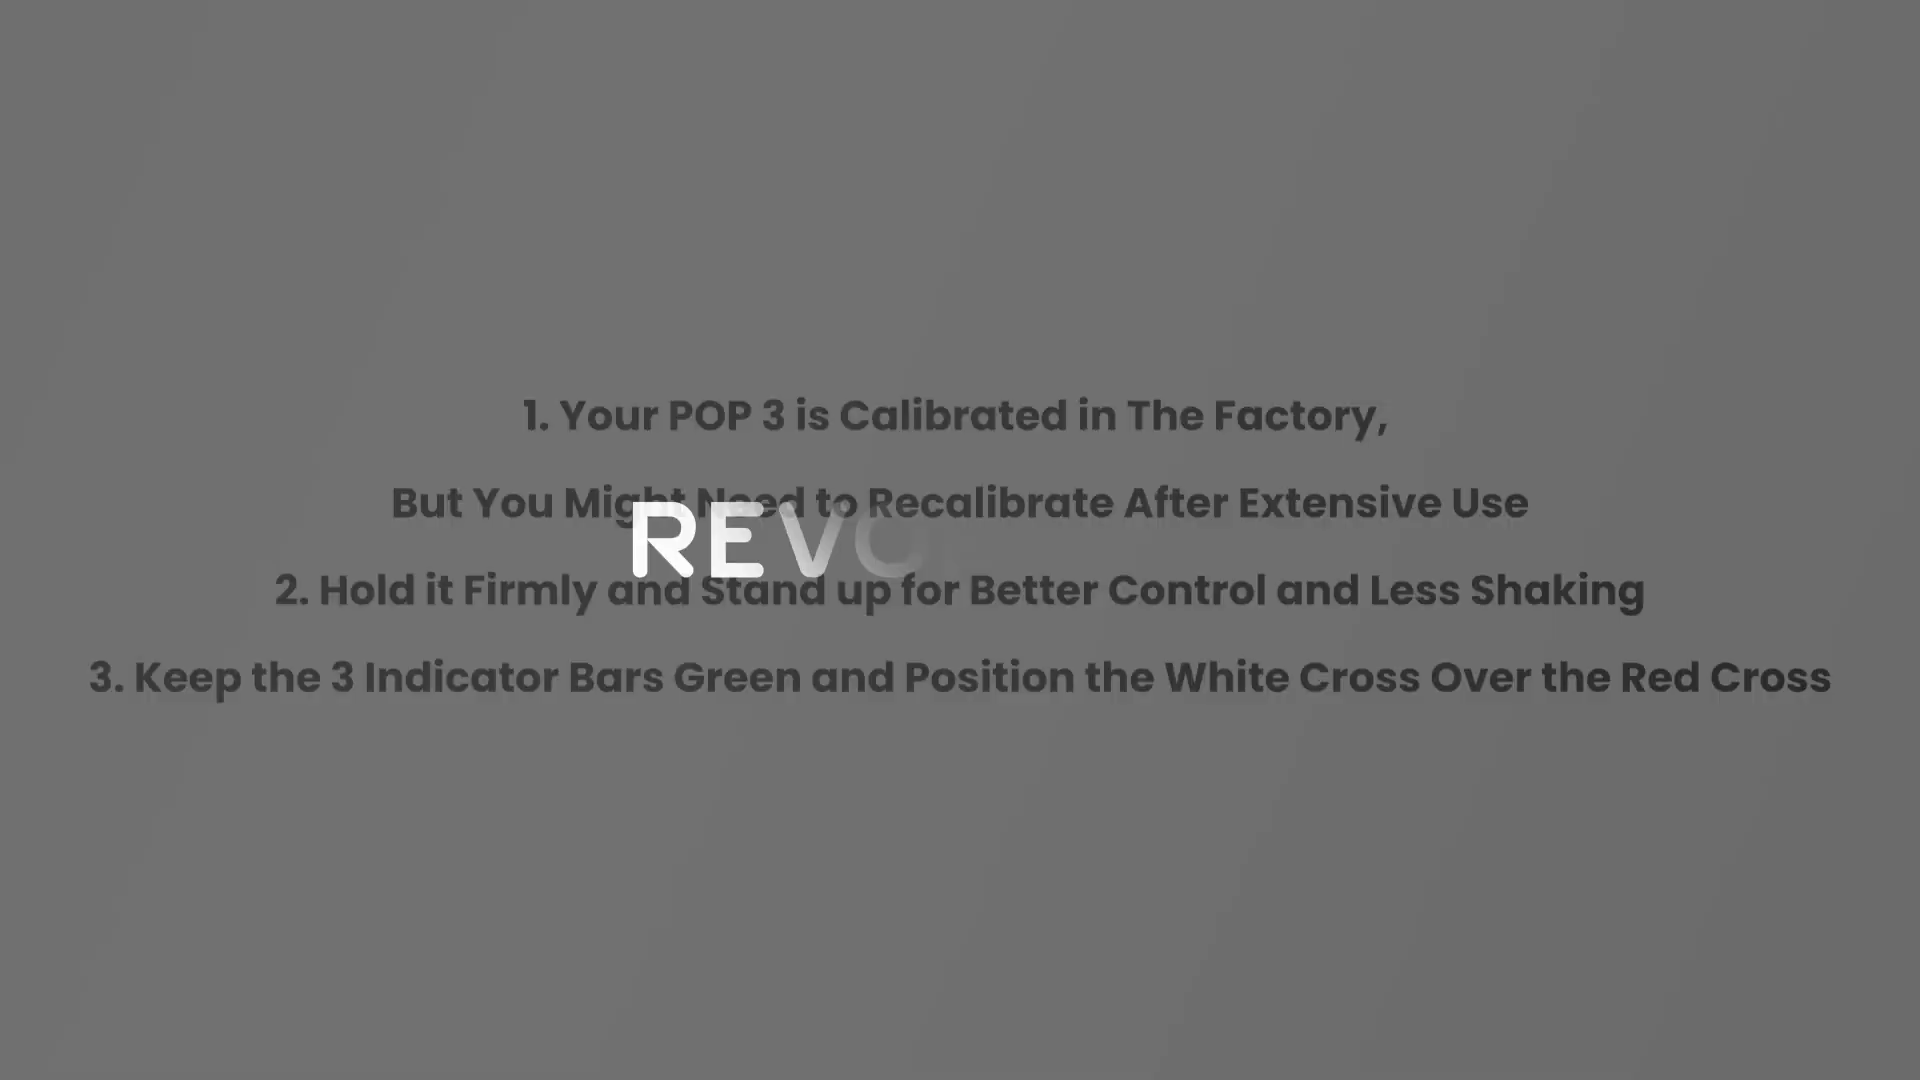 1. Your POP 3 is Calibrated in The Factory,
But You Might Need to Recalibrate After Extensive Use
REVO
2. Hold it Firmly and Stand up for Better Control and Less Shaking
3. Keep the 3 Indicator Bars Green and Position the White Cross Over the Red Cross